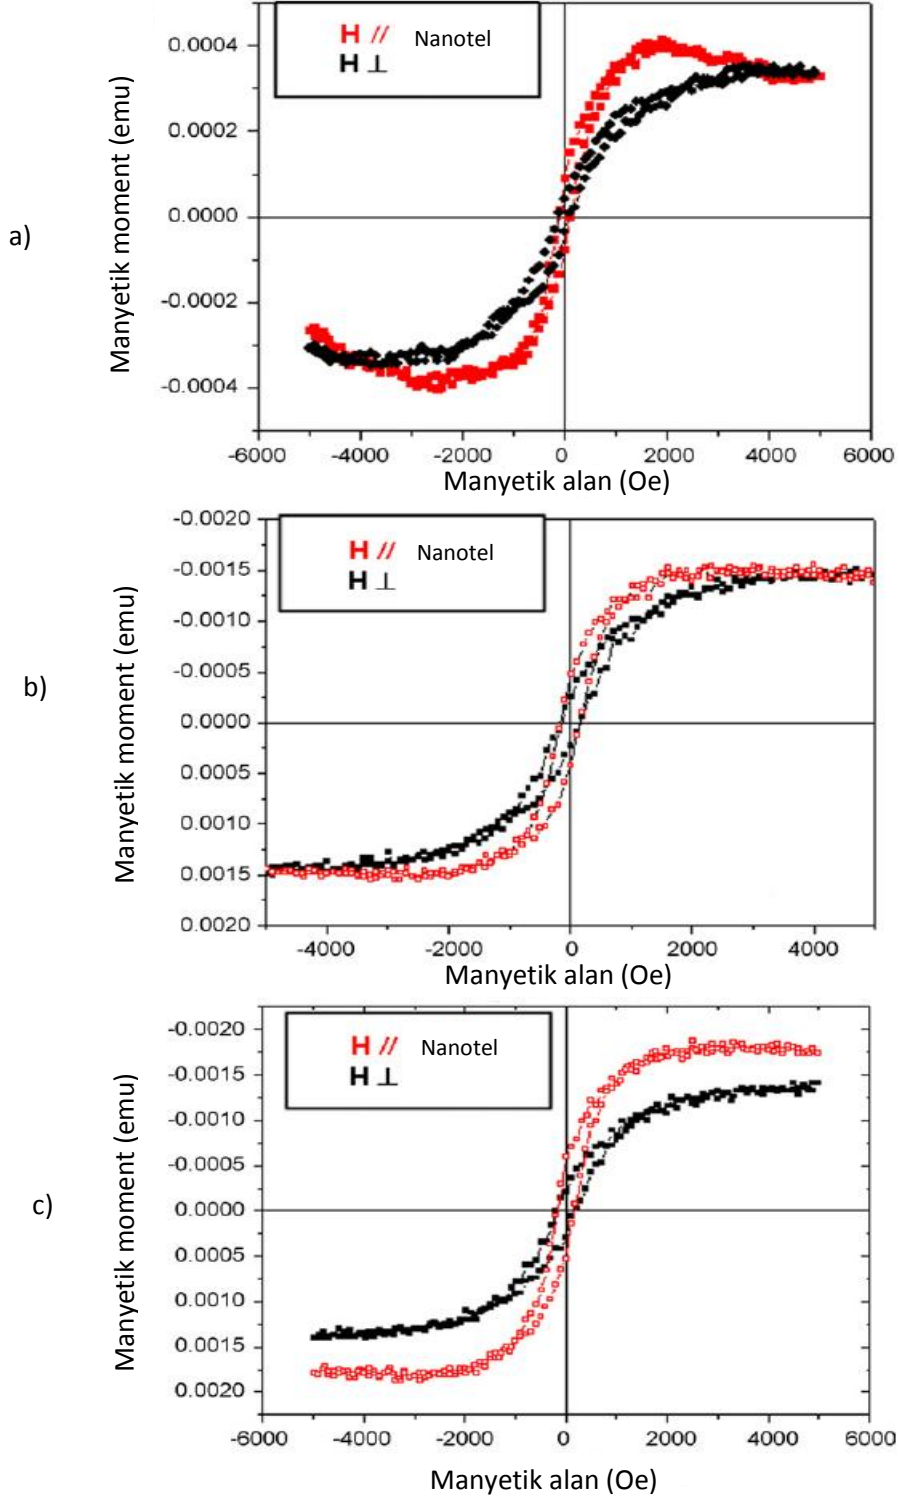 a)
H // Nanotel
H ⊥
Manyetik moment (emu)
0.0004
0.0002
0.0000
-0.0002
-0.0004
-6000 -4000 -2000 0 2000 4000 6000
Manyetik alan (Oe)
b)
H // Nanotel
H ⊥
Manyetik moment (emu)
-0.0020
-0.0015
-0.0010
-0.0005
0.0000
0.0005
0.0010
0.0015
0.0020
-4000 -2000 0 2000 4000
Manyetik alan (Oe)
c)
H // Nanotel
H ⊥
Manyetik moment (emu)
-0.0020
-0.0015
-0.0010
-0.0005
0.0000
0.0005
0.0010
0.0015
0.0020
-6000 -4000 -2000 0 2000 4000 6000
Manyetik alan (Oe)